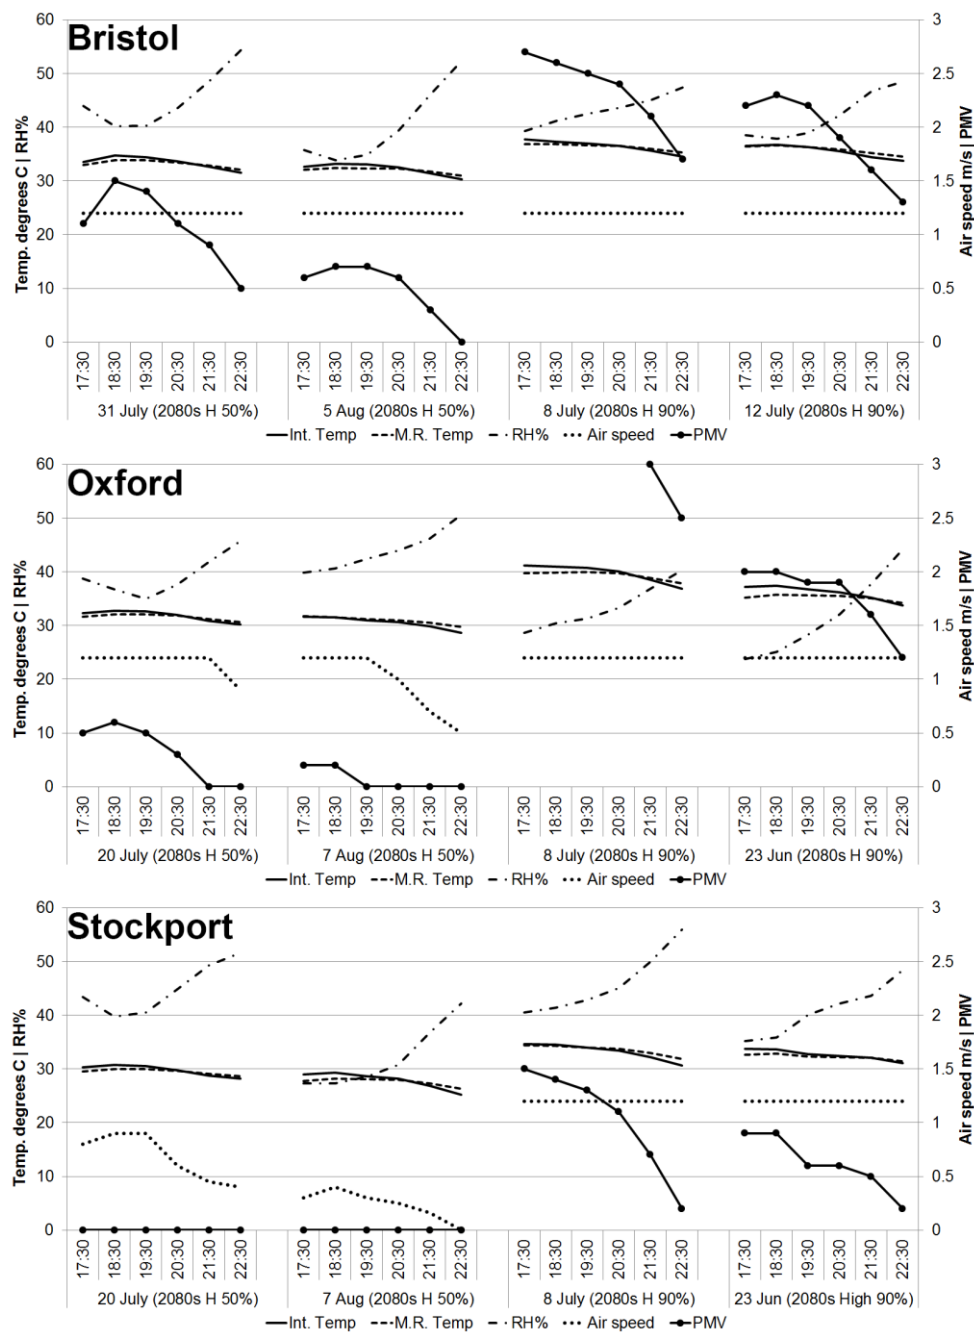 Bristol
Temp. degrees C | RH%
60
50
40
30
20
10
0
3
2.5
2
1.5
1
0.5
0
Air speed m/s | PMV
17:30 18:30 19:30 20:30 21:30 22:30 17:30 18:30 19:30 20:30 21:30 22:30 17:30 18:30 19:30 20:30 21:30 22:30 17:30 18:30 19:30 20:30 21:30 22:30
31 July (2080s H 50%) 5 Aug (2080s H 50%) 8 July (2080s H 90%) 12 July (2080s H 90%)
Int. Temp M.R. Temp RH% Air speed PMV
Oxford
Temp. degrees C | RH%
60
50
40
30
20
10
0
3
2.5
2
1.5
1
0.5
0
Air speed m/s | PMV
17:30 18:30 19:30 20:30 21:30 22:30 17:30 18:30 19:30 20:30 21:30 22:30 17:30 18:30 19:30 20:30 21:30 22:30 17:30 18:30 19:30 20:30 21:30 22:30
20 July (2080s H 50%) 7 Aug (2080s H 50%) 8 July (2080s H 90%) 23 Jun (2080s H 90%)
Int. Temp M.R. Temp RH% Air speed PMV
Stockport
Temp. degrees C | RH%
60
50
40
30
20
10
0
3
2.5
2
1.5
1
0.5
0
Air speed m/s | PMV
17:30 18:30 19:30 20:30 21:30 22:30 17:30 18:30 19:30 20:30 21:30 22:30 17:30 18:30 19:30 20:30 21:30 22:30 17:30 18:30 19:30 20:30 21:30 22:30
20 July (2080s H 50%) 7 Aug (2080s H 50%) 8 July (2080s H 90%) 23 Jun (2080s High 90%)
Int. Temp M.R. Temp RH% Air speed PMV